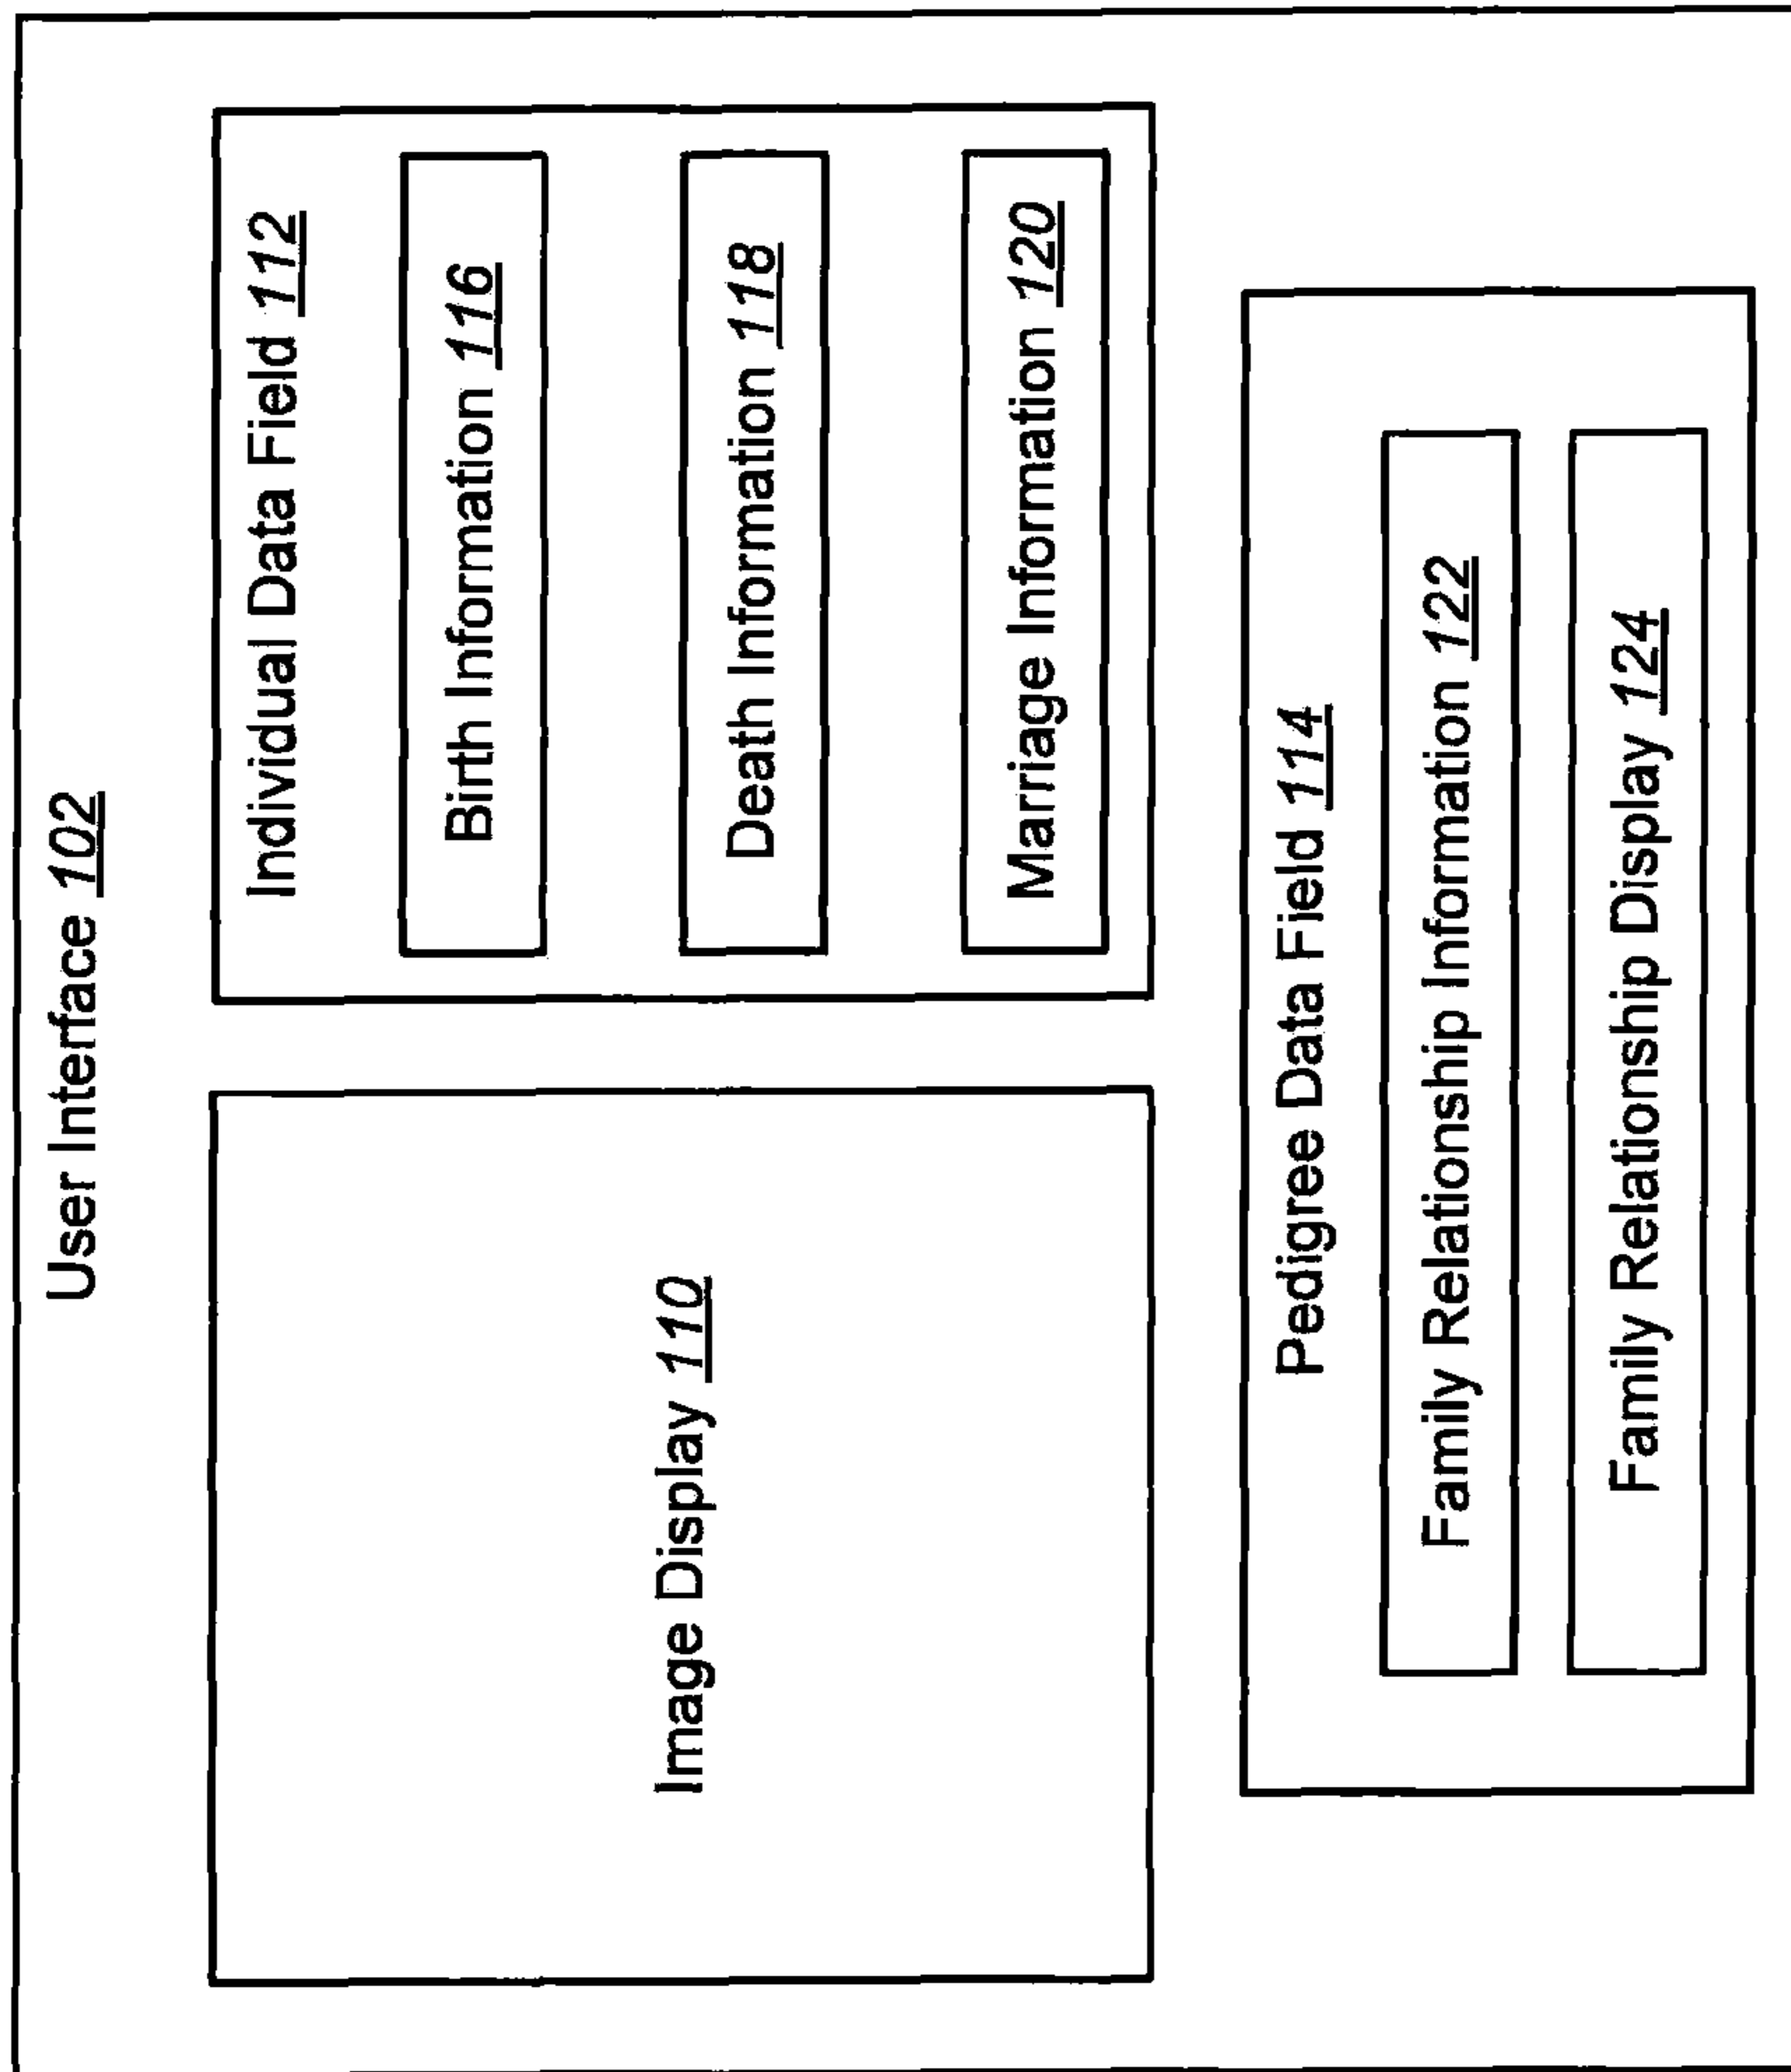 User Interface 102
Image Display 110
Individual Data Field 112
Birth Information 116
Death Information 118
Marriage Information 120
Pedigree Data Field 114
Family Relationship Information 122
Family Relationship Display 124